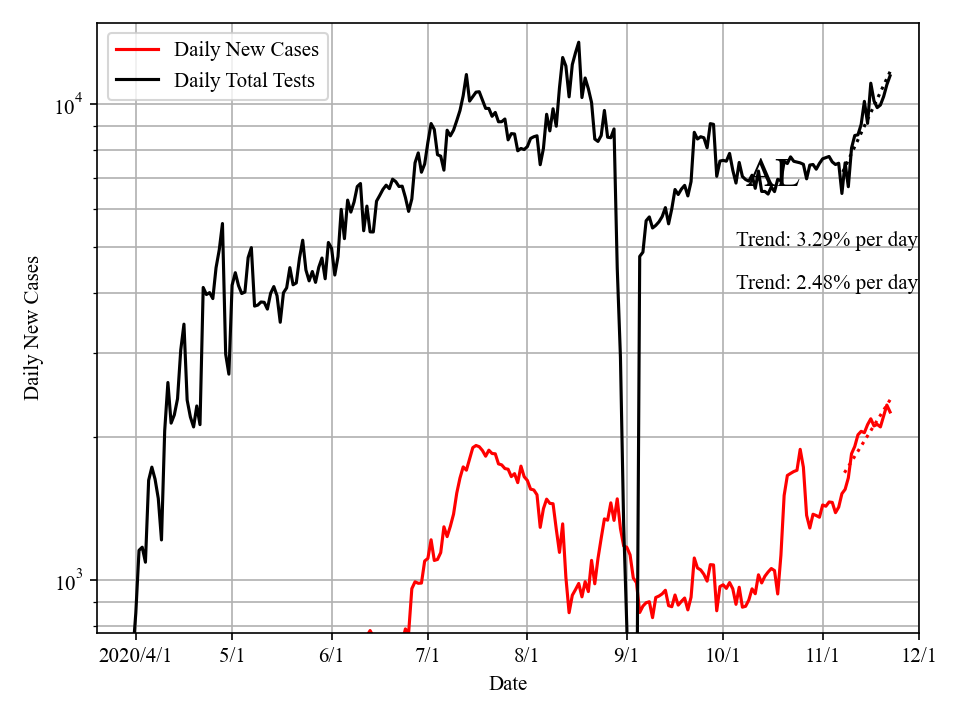 Daily New Cases
Daily Total Tests
10^4
AL
Trend: 3.29% per day
Trend: 2.48% per day
Daily New Cases
10^3
2020/4/1 5/1 6/1 7/1 8/1 9/1 10/1 11/1 12/1
Date